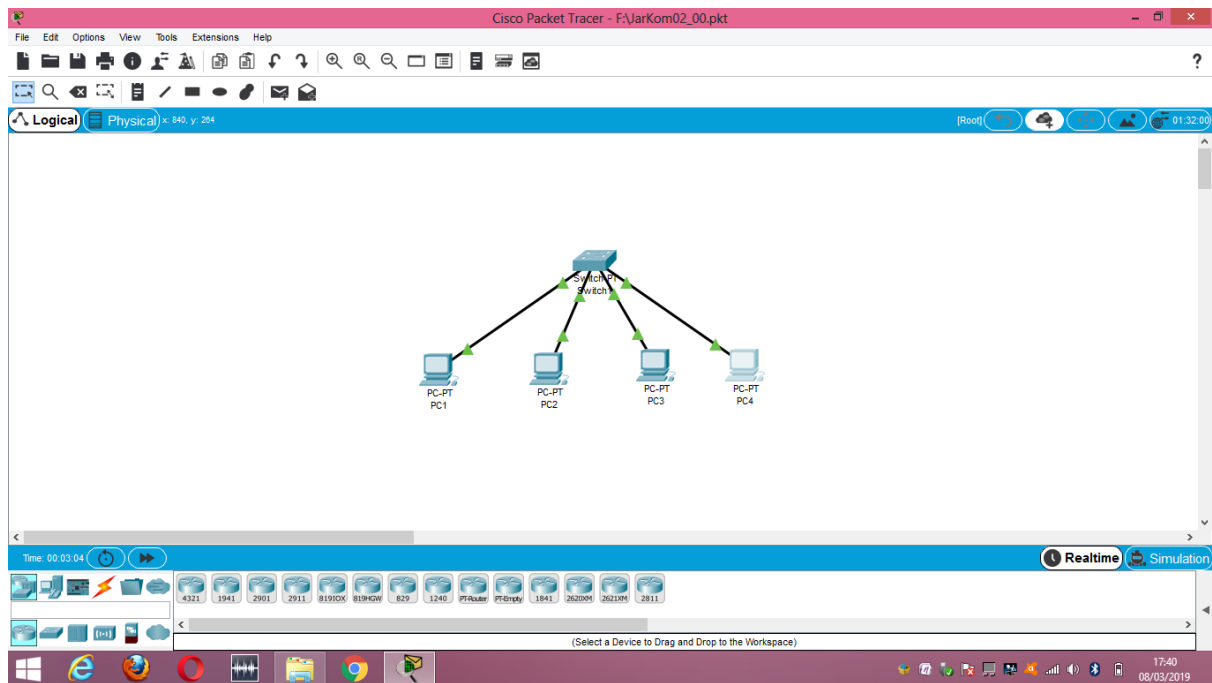 Cisco Packet Tracer - F:\JarKom02_00.pkt
File Edit Options View Tools Extensions Help
?
Logical Physical x: 840, y: 264 [Root] 01:32:00
Switch-PT
Switch1
PC-PT PC-PT PC-PT PC-PT
PC1 PC2 PC3 PC4
Time: 00:03:04 Realtime Simulation
4321 1941 2901 2911 819IOX 819HGW 829 1240 PT-Router PT-Empty 1841 2620XM 2621XM 2811
(Select a Device to Drag and Drop to the Workspace)
17:40
08/03/2019